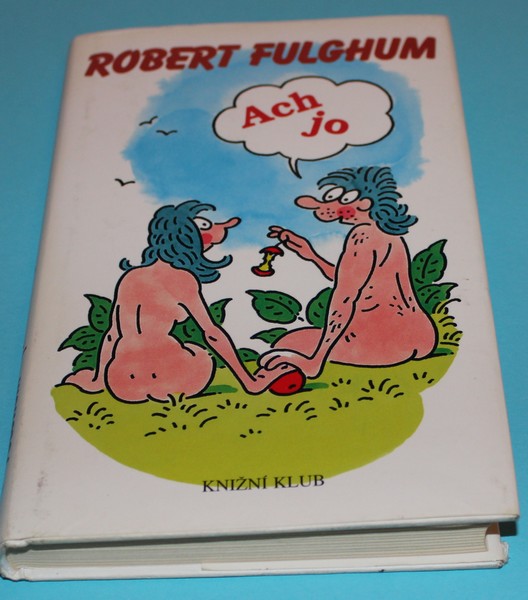 ROBERT FULGHUM
Ach
jo
KNIŽNÍ KLUB